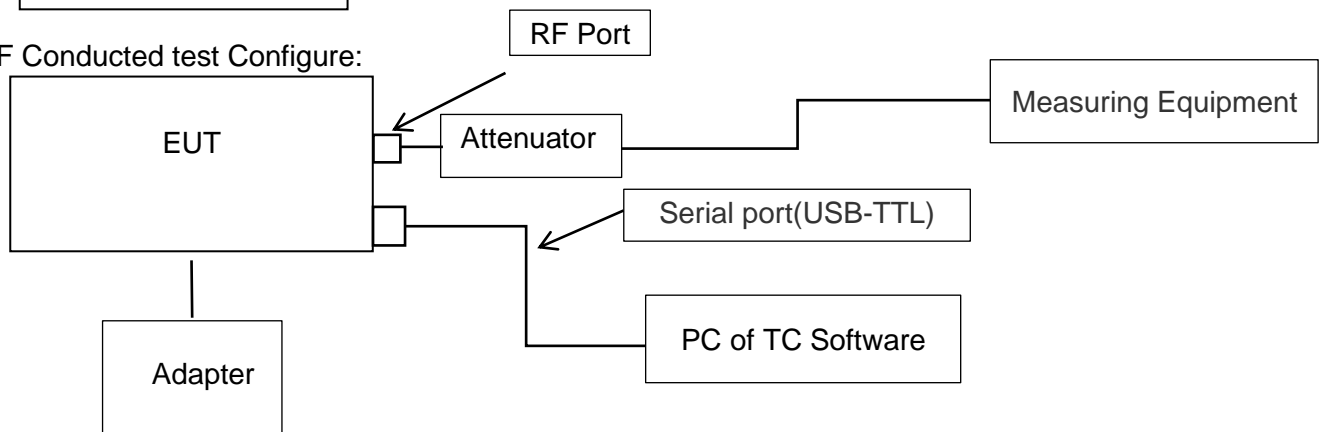 RF Port
F Conducted test Configure:
Measuring Equipment
EUT
Attenuator
Serial port(USB-TTL)
PC of TC Software
Adapter